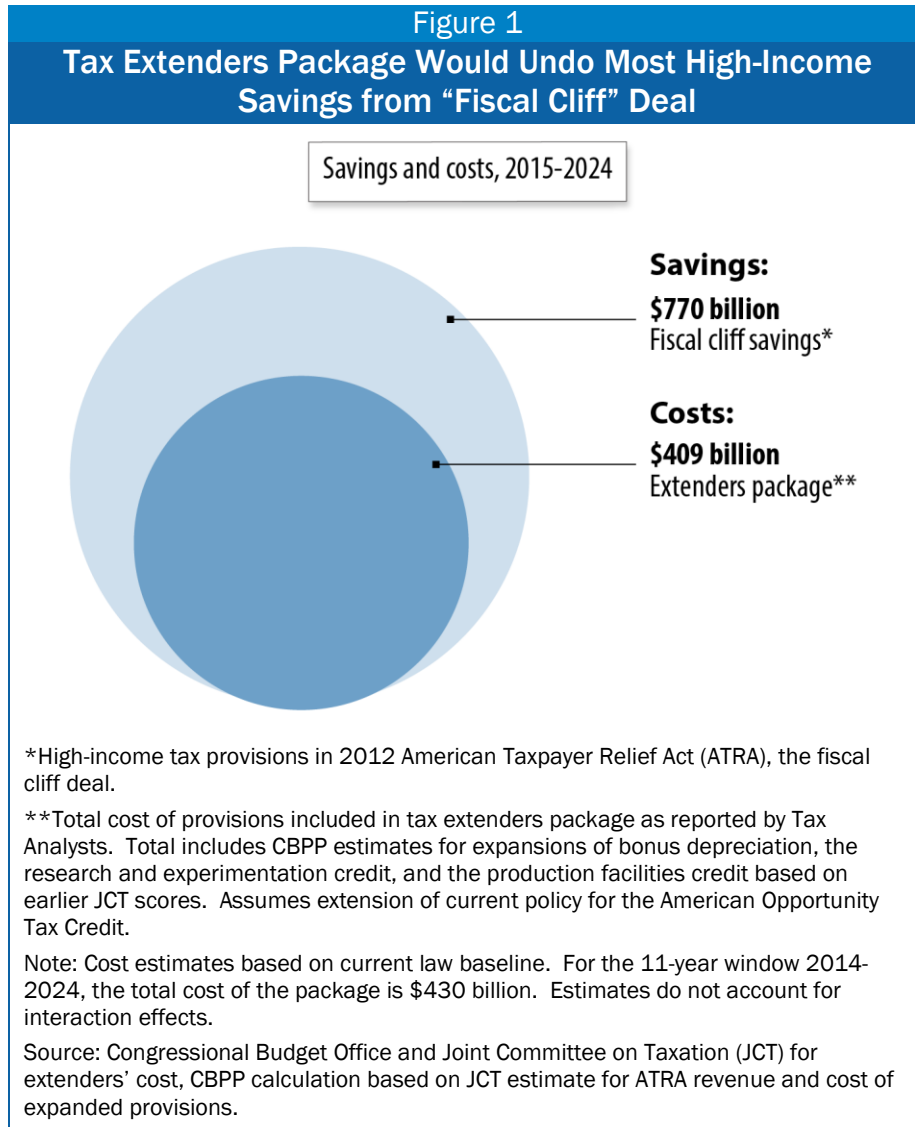 Figure 1
Tax Extenders Package Would Undo Most High-Income
Savings from “Fiscal Cliff” Deal
Savings and costs, 2015-2024
Savings:
$770 billion
Fiscal cliff savings*
Costs:
$409 billion
Extenders package**
*High-income tax provisions in 2012 American Taxpayer Relief Act (ATRA), the fiscal
cliff deal.
**Total cost of provisions included in tax extenders package as reported by Tax
Analysts.  Total includes CBPP estimates for expansions of bonus depreciation, the
research and experimentation credit, and the production facilities credit based on
earlier JCT scores.  Assumes extension of current policy for the American Opportunity
Tax Credit.
Note: Cost estimates based on current law baseline.  For the 11-year window 2014-
2024, the total cost of the package is $430 billion.  Estimates do not account for
interaction effects.
Source: Congressional Budget Office and Joint Committee on Taxation (JCT) for
extenders’ cost, CBPP calculation based on JCT estimate for ATRA revenue and cost of
expanded provisions.